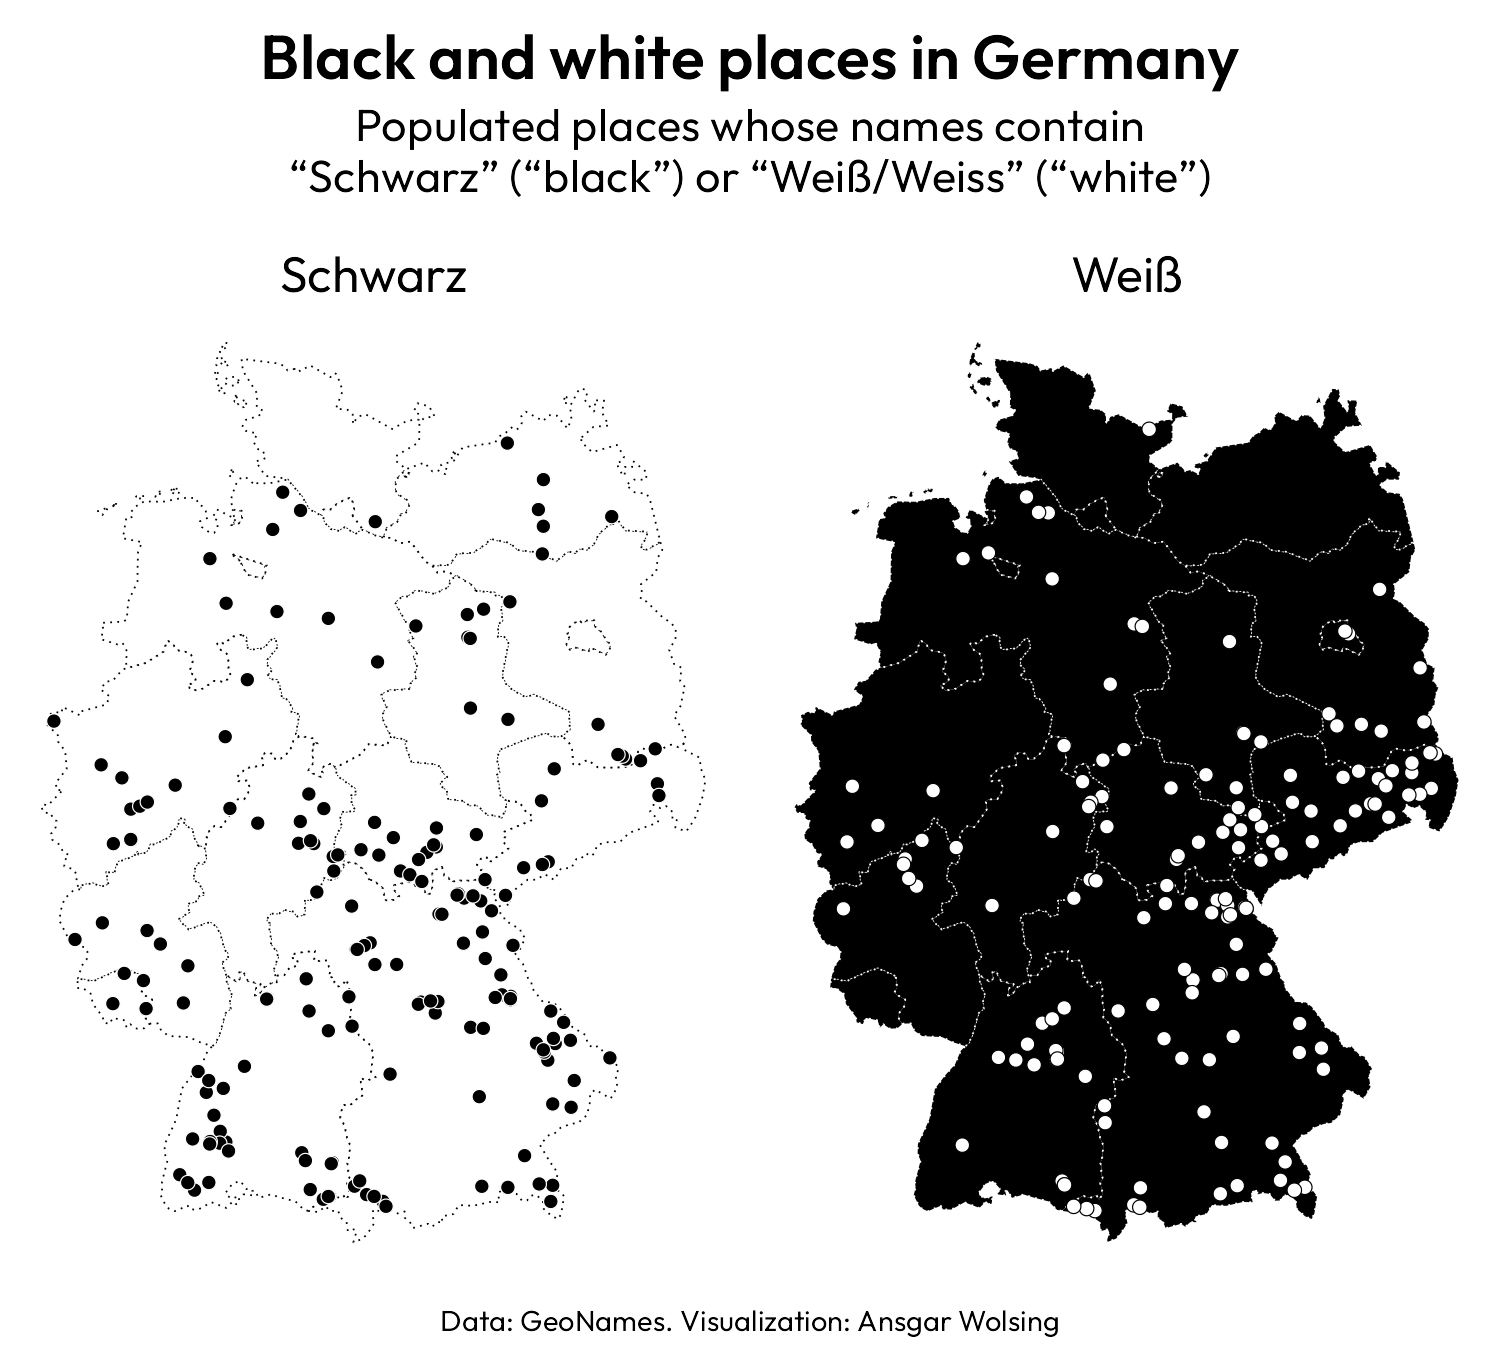 Black and white places in Germany
Populated places whose names contain
“Schwarz” (“black”) or “Weiß/Weiss” (“white”)
Schwarz
Weiß
Data: GeoNames. Visualization: Ansgar Wolsing